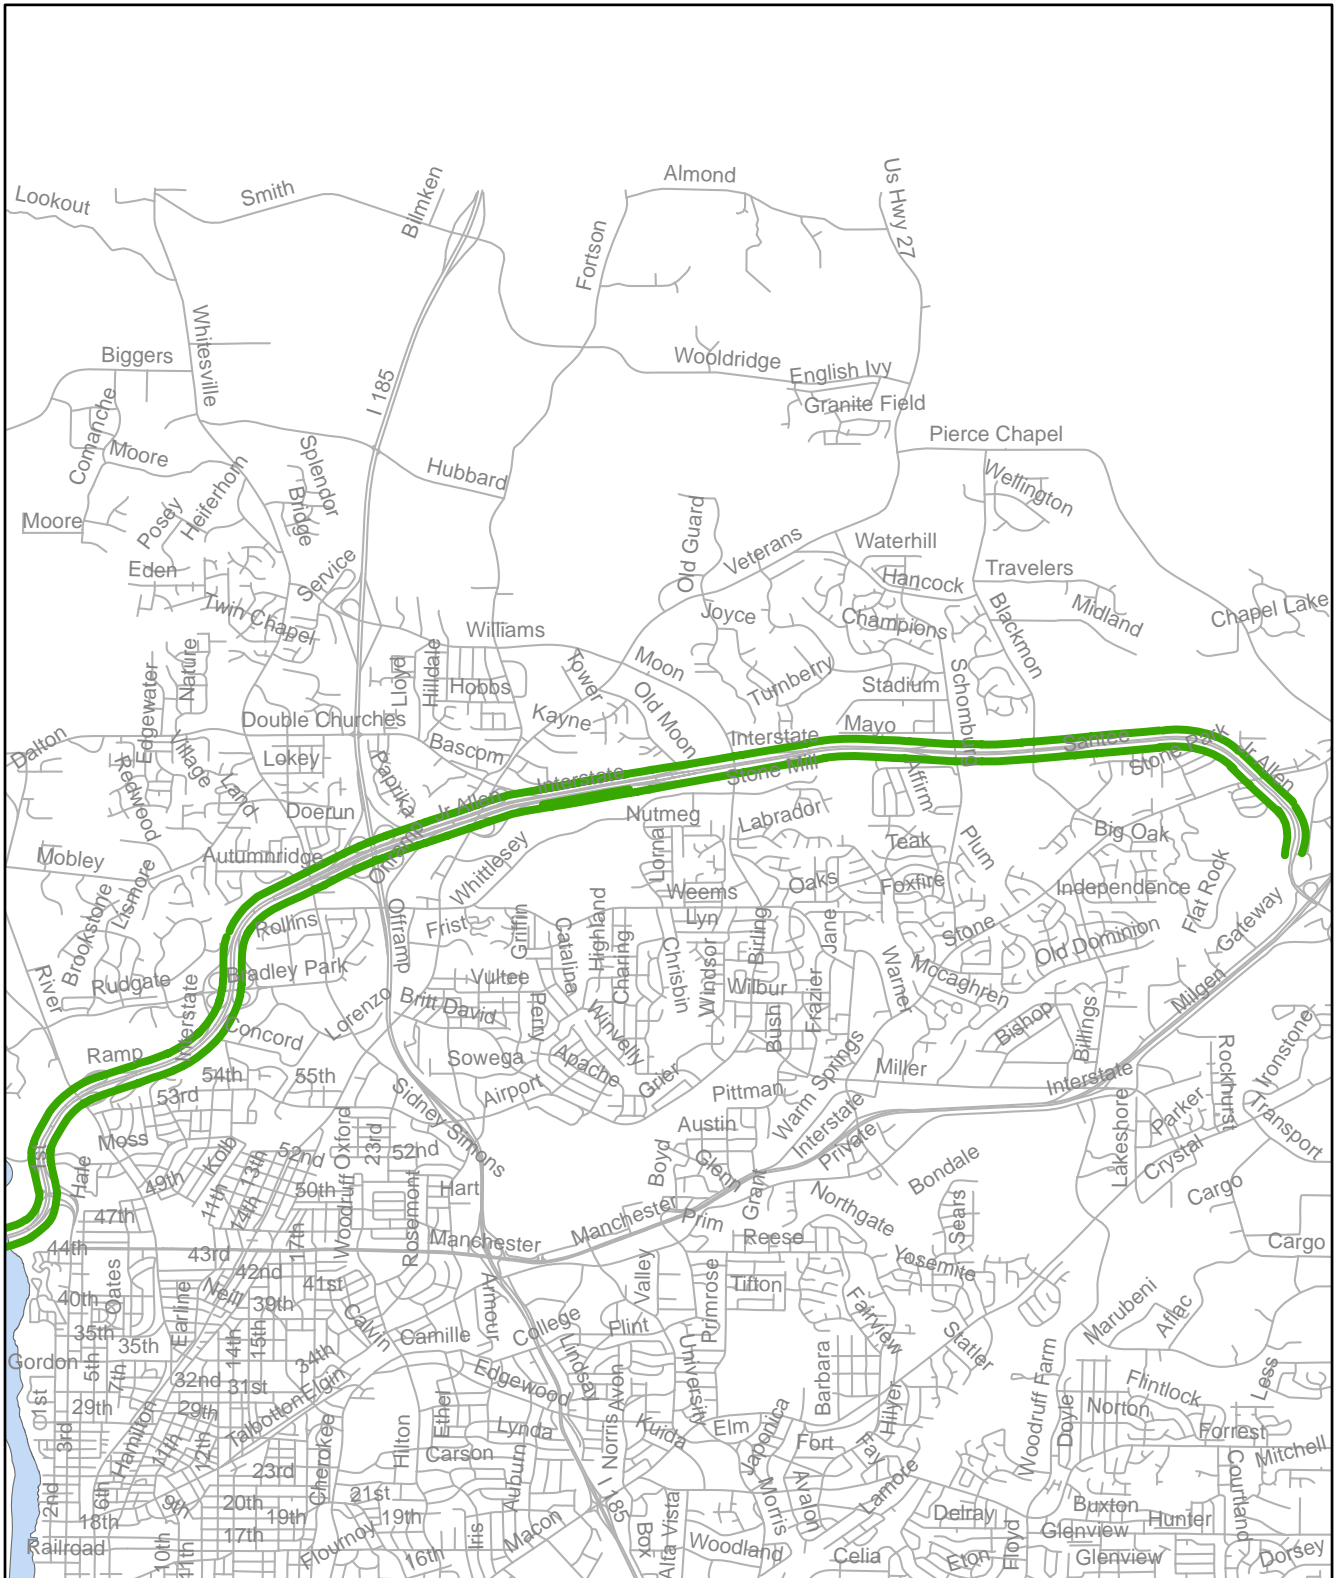 Lookout
Smith
Bilmken
Almond
Us Hwy 27
Fortson
Whitesville
Biggers
I 185
Wooldridge
English Ivy
Granite Field
Comanche
Moore
Splendor
Hubbard
Pierce Chapel
Wellington
Moore
Posey
Heiferhorn
Bridge
Old Guard
Veterans
Waterhill
Eden
Service
Hancock
Travelers
Twin Chapel
Joyce
Champions
Blackmon
Midland
Chapel Lake
Williams
Moon
Edgewater
Nature
Lloyd
Hilldale
Hobbs
Tower
Old Moon
Turnberry
Stadium
Schomburg
Dalton
Double Churches
Kayne
Interstate
Mayo
Santee
Stone Park
Jr Allen
Village
Lokey
Bascom
Redwood
Land
Paprika
Interstate
Stone Mill
Affirm
Doerun
Jr Allen
Nutmeg
Labrador
Big Oak
Mobley
Autumnridge
Onramp
Whittlesey
Lorna
Teak
Plum
Brookstone
Lismore
Weems
Oaks
Foxfire
Independence
Flat Rock
Rollins
Offramp
Frist
Griffin
Catalina
Highland
Charing
Lyn
Birling
Jane
Stone
Old Dominion
Gateway
River
Rudgate
Interstate
Bradley Park
Vultee
Chrisbin
Windsor
Wilbur
Warner
Mocaghren
Milgen
Concord
Lorenzo
Britt David
Perry
Winvelly
Bush
Frazier
Bishop
Billings
Ramp
Sowega
Apache
Grier
Warm Springs
Miller
Interstate
Rockhurst
Ironstone
54th
55th
53rd
Sidney Simons
Airport
Pittman
Lakeshore
Parker
Transport
Moss
Kolb
52nd
Oxford
23rd
52nd
Austin
Interstate
Private
Crystal
1st
Hale
49th
13th
50th
Hart
Boyd
Glenn
Grant
Bondale
Cargo
11th
14th
Woodruff
Rosemont
Northgate
Sears
47th
17th
Manchester
Manchester
Prim
Reese
Cargo
44th
43rd
42nd
41st
Valley
Tifton
Yosemite
40th
Oates
Earline
Neill
39th
Armour
Primrose
Fairview
Marubeni
Aflac
35th
35th
14th
15th
Calvin
Camille
College
Flint
Statler
Gordon
5th
7th
34th
Lindsay
University
Barbara
Less
32nd
31st
Elgin
Edgewood
Avon
Hilyer
Woodruff Farm
Flintlock
1st
29th
29th
Talbotton
Ethel
Lynda
Norris
Kuida
Elm
Japonica
Doyle
Norton
Forrest
3rd
Hamilton
11th
12th
Cherokee
Hilton
Carson
Fort
Fay
Mitchell
23rd
Auburn
Courtland
2nd
16th
9th
20th
21st
I 185
Alta Vista
Morris
Avalon
Lamore
Delray
Buxton
18th
19th
19th
Hunter
17th
Iris
Macon
Box
Glenview
Railroad
10th
11th
Flournoy
16th
Woodland
Celia
Eton
Floyd
Glenview
Dorsey